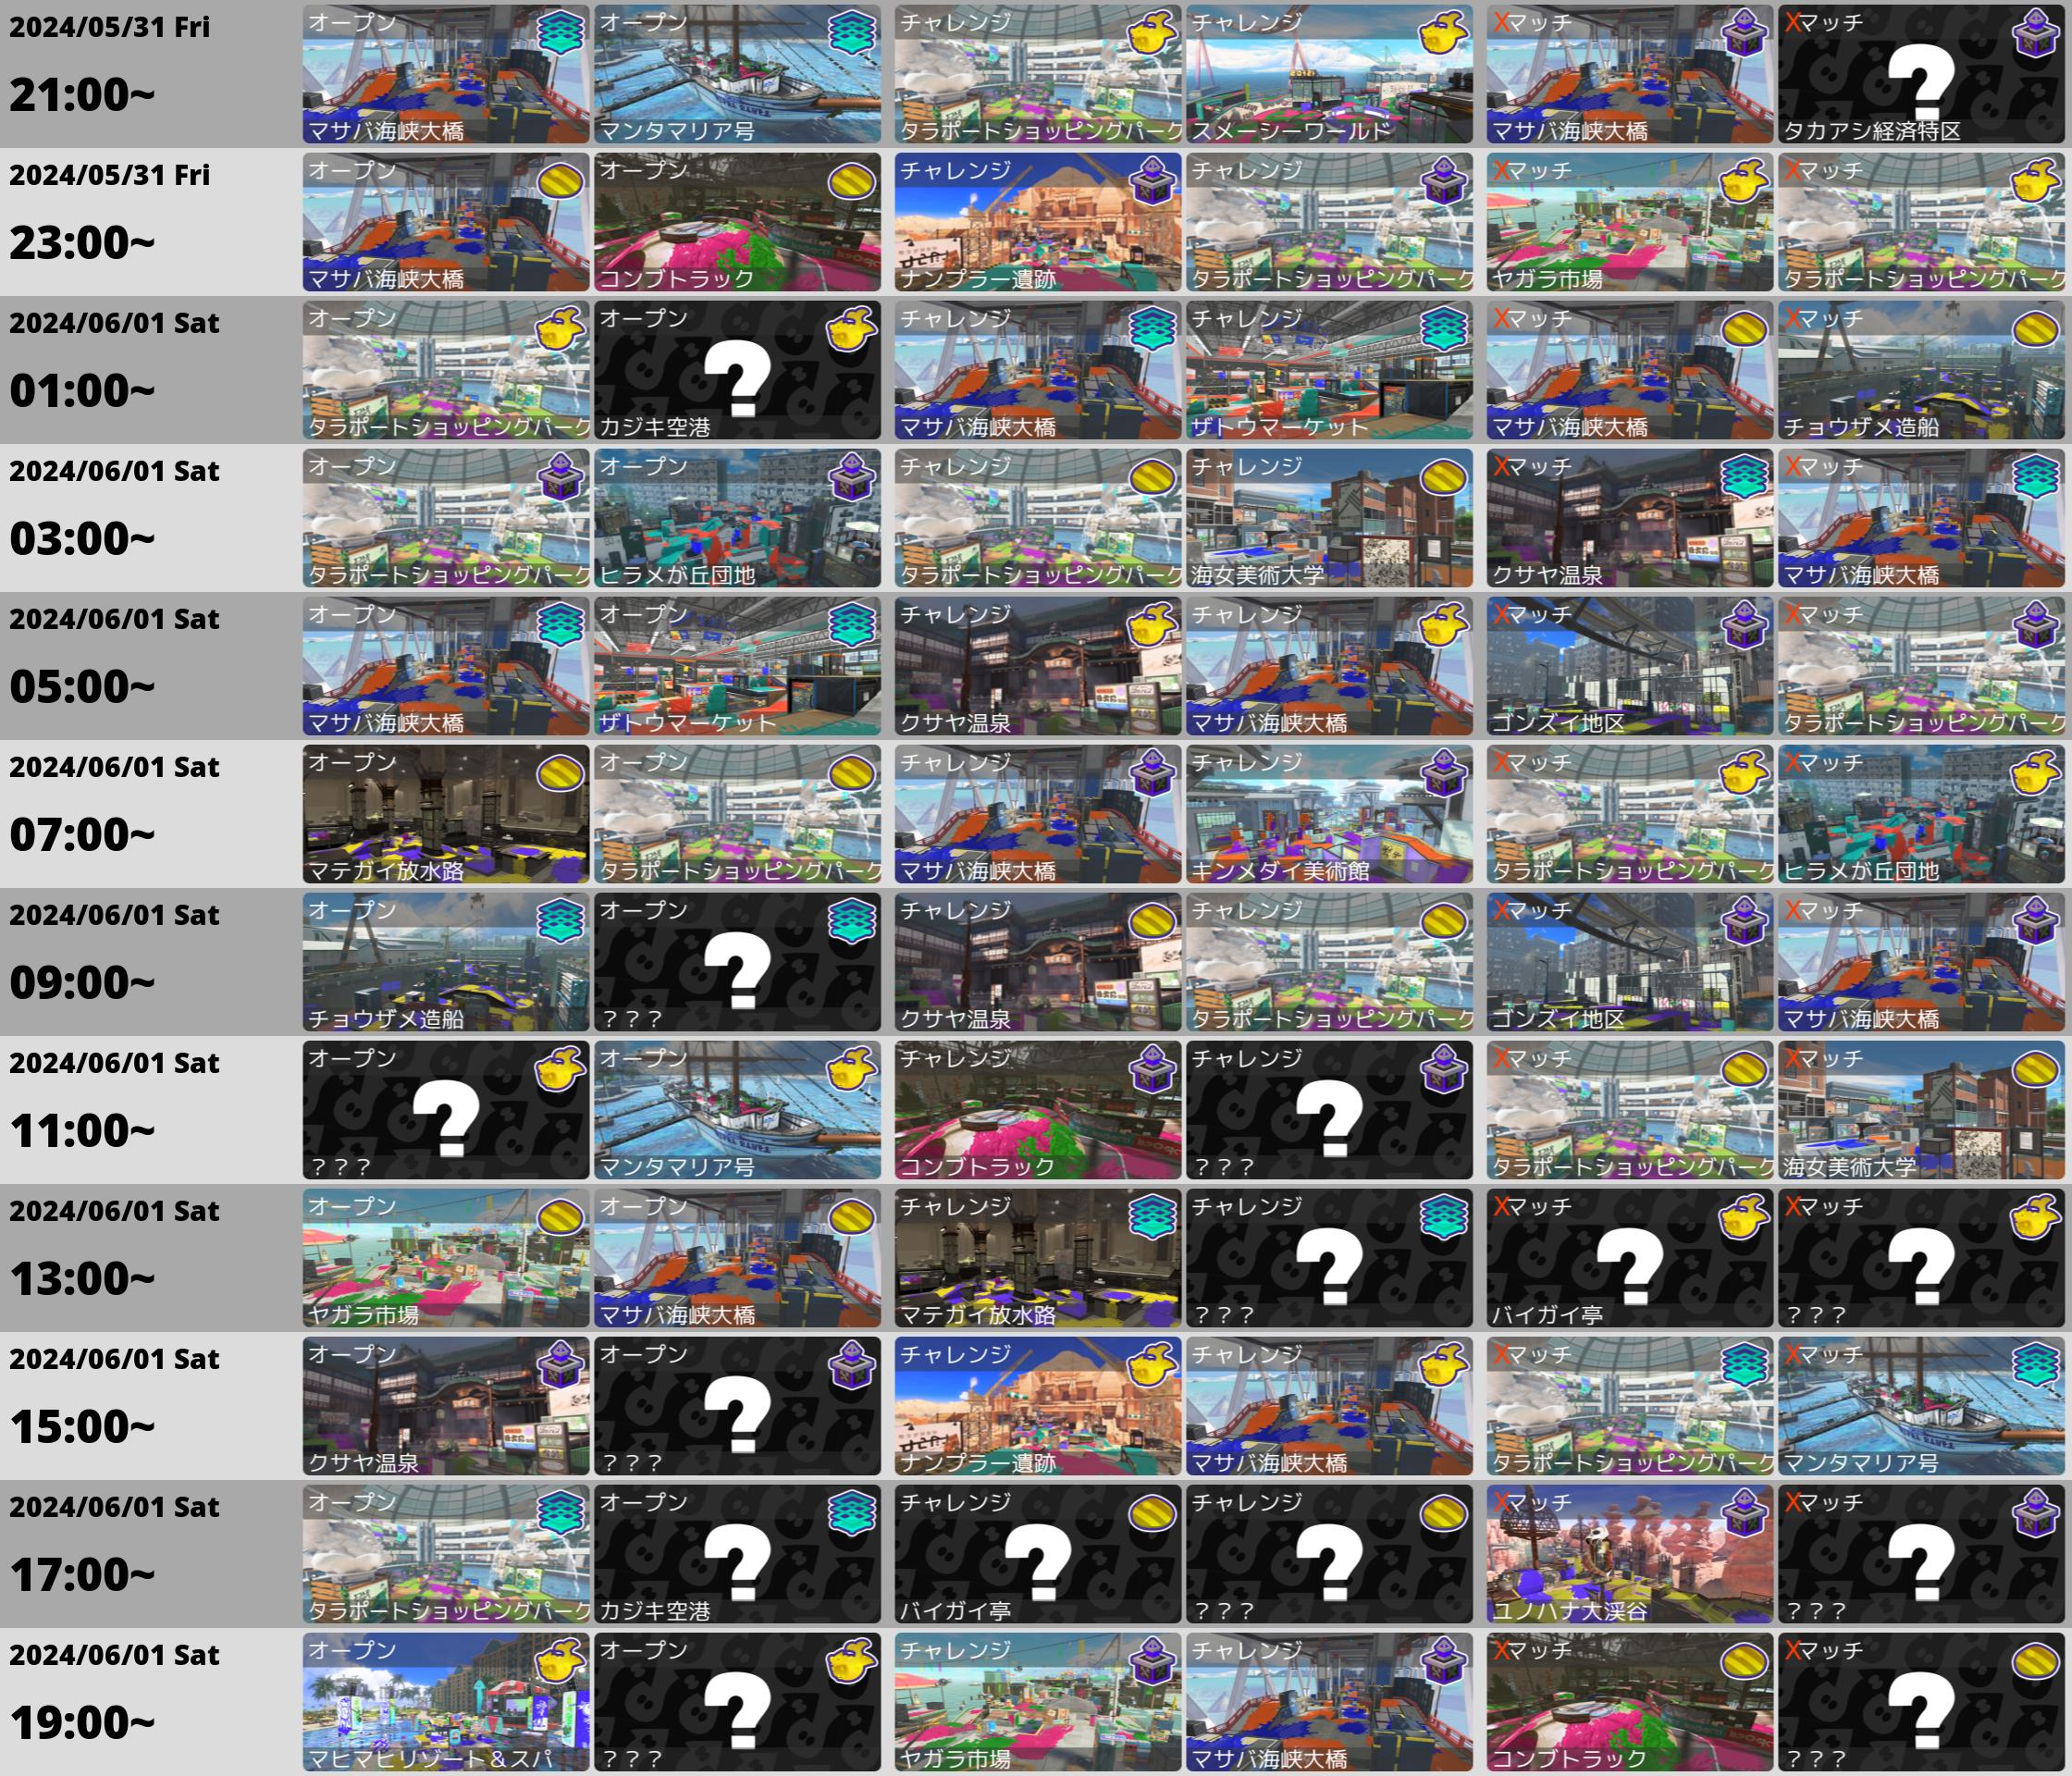 2024/05/31 Fri
21:00~
オープン
マサバ海峡大橋
オープン
マンタマリア号
チャレンジ
タラポートショッピングパーク
チャレンジ
スメーシーワールド
Xマッチ
マサバ海峡大橋
Xマッチ
タカアシ経済特区
2024/05/31 Fri
23:00~
オープン
マサバ海峡大橋
オープン
コンブトラック
チャレンジ
ナンプラー遺跡
チャレンジ
タラポートショッピングパーク
Xマッチ
ヤガラ市場
Xマッチ
タラポートショッピングパーク
2024/06/01 Sat
01:00~
オープン
タラポートショッピングパーク
オープン
カジキ空港
チャレンジ
マサバ海峡大橋
チャレンジ
ザトウマーケット
Xマッチ
マサバ海峡大橋
Xマッチ
チョウザメ造船
2024/06/01 Sat
03:00~
オープン
タラポートショッピングパーク
オープン
ヒラメが丘団地
チャレンジ
タラポートショッピングパーク
チャレンジ
海女美術大学
Xマッチ
クサヤ温泉
Xマッチ
マサバ海峡大橋
2024/06/01 Sat
05:00~
オープン
マサバ海峡大橋
オープン
ザトウマーケット
チャレンジ
クサヤ温泉
チャレンジ
マサバ海峡大橋
Xマッチ
ゴンズイ地区
Xマッチ
タラポートショッピングパーク
2024/06/01 Sat
07:00~
オープン
マテガイ放水路
オープン
タラポートショッピングパーク
チャレンジ
マサバ海峡大橋
チャレンジ
キンメダイ美術館
Xマッチ
タラポートショッピングパーク
Xマッチ
ヒラメが丘団地
2024/06/01 Sat
09:00~
オープン
チョウザメ造船
オープン
？？？
チャレンジ
クサヤ温泉
チャレンジ
タラポートショッピングパーク
Xマッチ
ゴンズイ地区
Xマッチ
マサバ海峡大橋
2024/06/01 Sat
11:00~
オープン
？？？
オープン
マンタマリア号
チャレンジ
コンブトラック
チャレンジ
？？？
Xマッチ
タラポートショッピングパーク
Xマッチ
海女美術大学
2024/06/01 Sat
13:00~
オープン
ヤガラ市場
オープン
マサバ海峡大橋
チャレンジ
マテガイ放水路
チャレンジ
？？？
Xマッチ
バイガイ亭
Xマッチ
？？？
2024/06/01 Sat
15:00~
オープン
クサヤ温泉
オープン
？？？
チャレンジ
ナンプラー遺跡
チャレンジ
マサバ海峡大橋
Xマッチ
タラポートショッピングパーク
Xマッチ
マンタマリア号
2024/06/01 Sat
17:00~
オープン
タラポートショッピングパーク
オープン
カジキ空港
チャレンジ
バイガイ亭
チャレンジ
？？？
Xマッチ
ユノハナ大渓谷
Xマッチ
？？？
2024/06/01 Sat
19:00~
オープン
マヒマヒリゾート＆スパ
オープン
？？？
チャレンジ
ヤガラ市場
チャレンジ
マサバ海峡大橋
Xマッチ
コンブトラック
Xマッチ
？？？